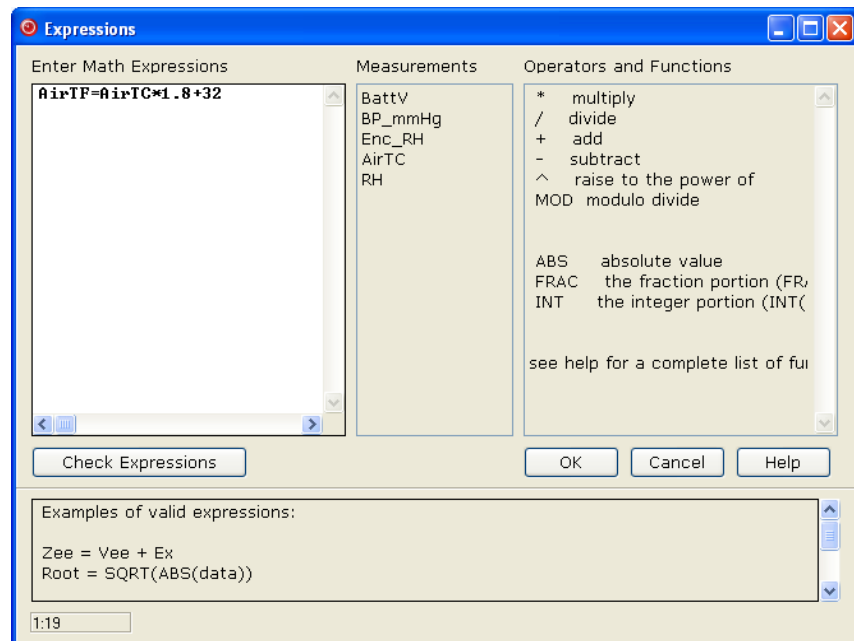 Expressions
Enter Math Expressions
AirTF=AirTC*1.8+32
Measurements
BattV
BP_mmHg
Enc_RH
AirTC
RH
Operators and Functions
* multiply
/ divide
+ add
- subtract
^ raise to the power of
MOD modulo divide
ABS absolute value
FRAC the fraction portion (FRA
INT the integer portion (INT(
see help for a complete list of fu
Check Expressions
OK Cancel Help
Examples of valid expressions:
Zee = Vee + Ex
Root = SQRT(ABS(data))
1:19